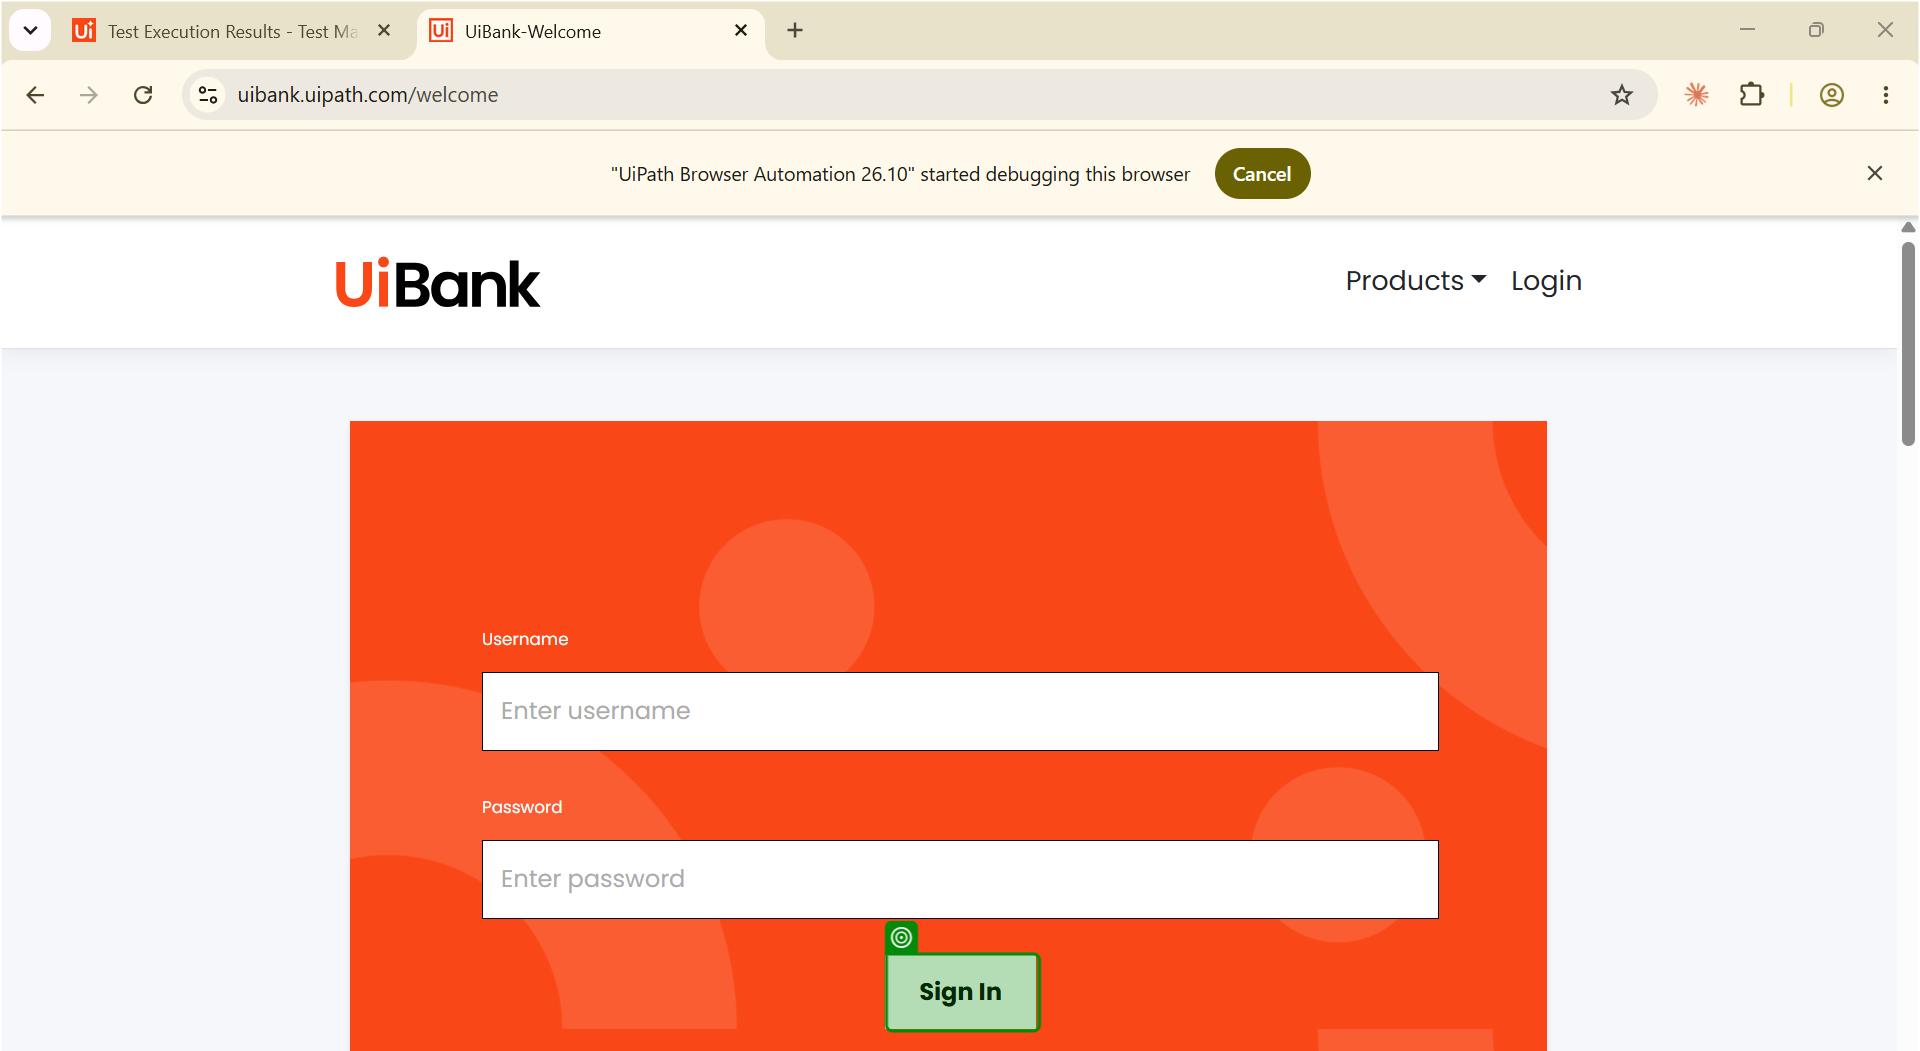 Test Execution Results - Test Ma
UiBank-Welcome
uibank.uipath.com/welcome
"UiPath Browser Automation 26.10" started debugging this browser
Cancel
UiBank
Products
Login
Username
Enter username
Password
Enter password
Sign In